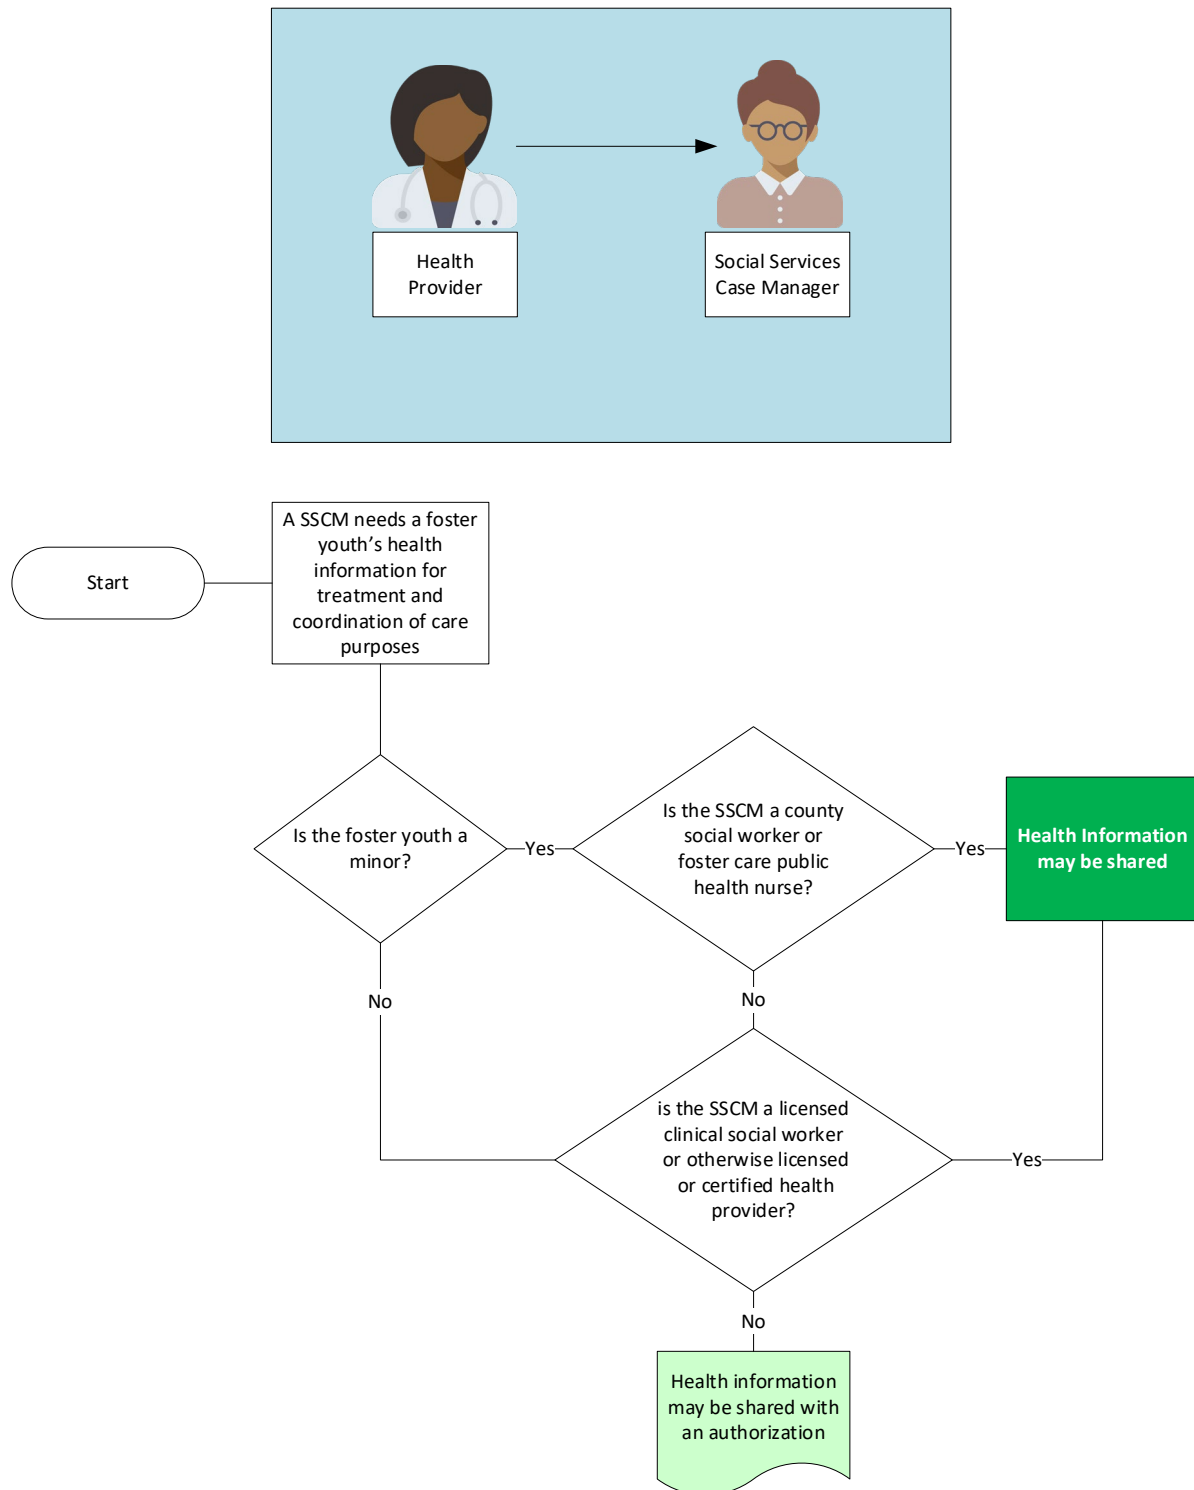 Health
Provider
Social Services
Case Manager
Start
A SSCM needs a foster
youth’s health
information for
treatment and
coordination of care
purposes
Is the foster youth a
minor?
Yes
Is the SSCM a county
social worker or
foster care public
health nurse?
Yes
Health Information
may be shared
No
No
is the SSCM a licensed
clinical social worker
or otherwise licensed
or certified health
provider?
Yes
No
Health information
may be shared with
an authorization